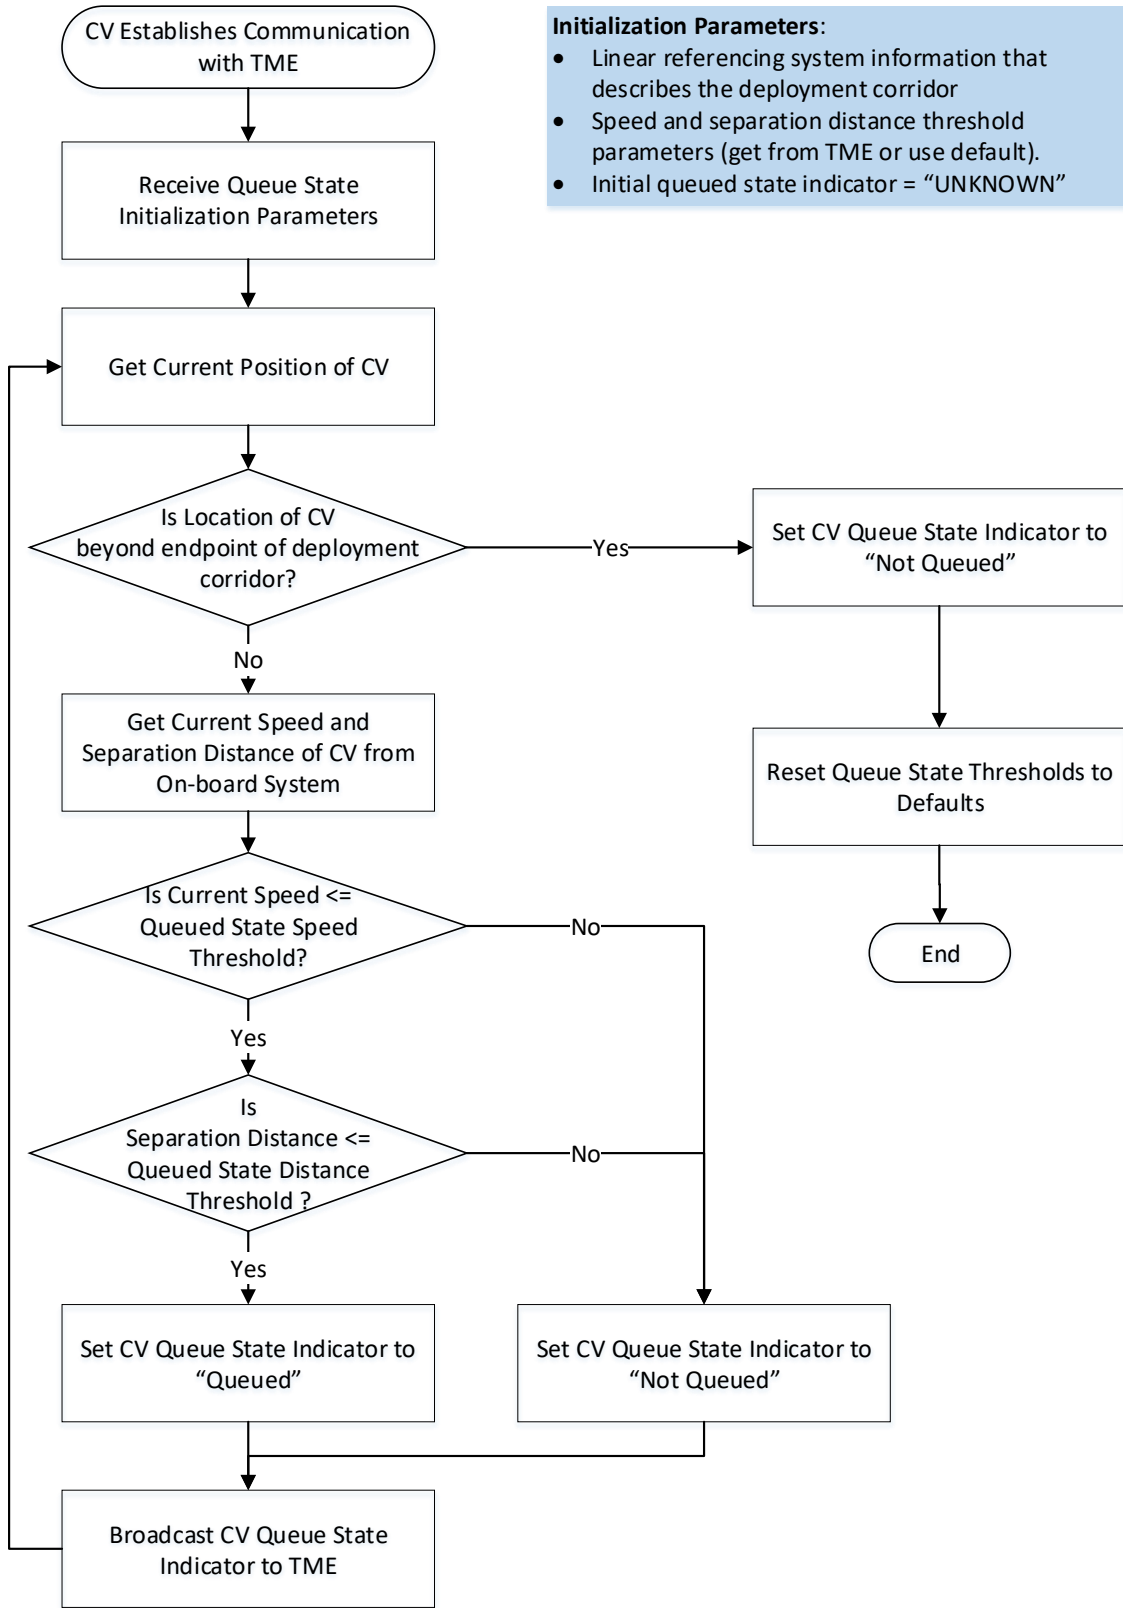 CV Establishes Communication
with TME
Initialization Parameters:
• Linear referencing system information that
describes the deployment corridor
• Speed and separation distance threshold
parameters (get from TME or use default).
• Initial queued state indicator = “UNKNOWN”
Receive Queue State
Initialization Parameters
Get Current Position of CV
Is Location of CV
beyond endpoint of deployment
corridor?
Yes
Set CV Queue State Indicator to
“Not Queued”
No
Get Current Speed and
Separation Distance of CV from
On-board System
Reset Queue State Thresholds to
Defaults
Is Current Speed <=
Queued State Speed
Threshold?
No
End
Yes
Is
Separation Distance <=
Queued State Distance
Threshold ?
No
Yes
Set CV Queue State Indicator to
“Queued”
Set CV Queue State Indicator to
“Not Queued”
Broadcast CV Queue State
Indicator to TME